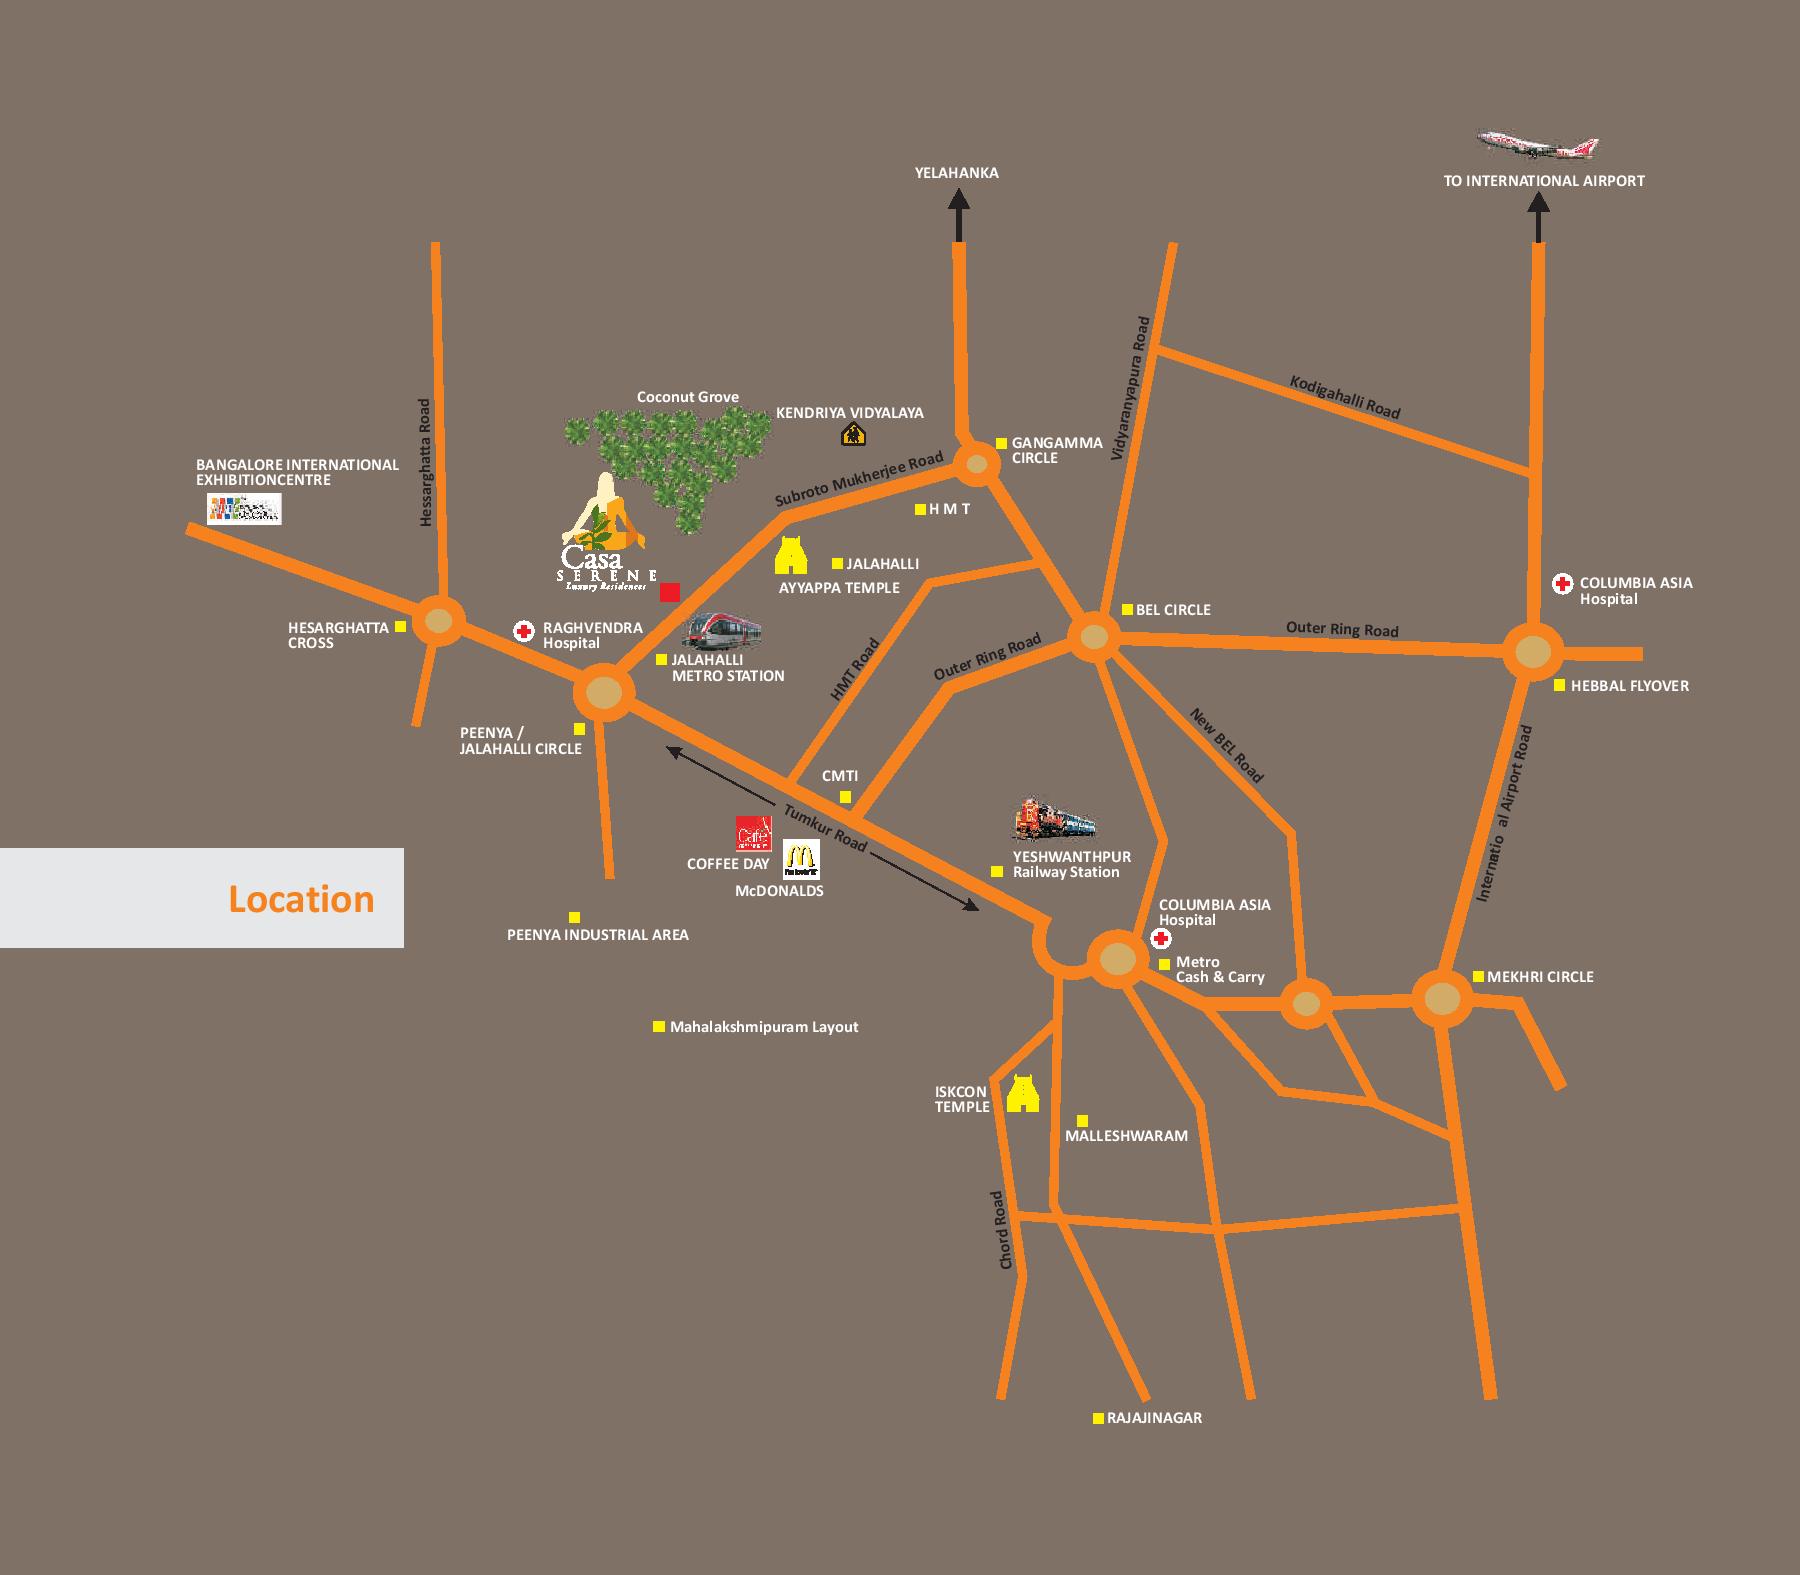 YELAHANKA
TO INTERNATIONAL AIRPORT
Vidyaranyapura Road
Kodigahalli Road
Coconut Grove
KENDRIYA VIDYALAYA
Hessarghatta Road
Subroto Mukherjee Road
GANGAMMA
CIRCLE
BANGALORE INTERNATIONAL
EXHIBITIONCENTRE
H M T
Casa
SERENE
Luxury Residences
JALAHALLI
AYYAPPA TEMPLE
COLUMBIA ASIA
Hospital
BEL CIRCLE
HESARGHATTA
CROSS
RAGHVENDRA
Hospital
Outer Ring Road
Outer Ring Road
HMT Road
JALAHALLI
METRO STATION
HEBBAL FLYOVER
PEENYA /
JALAHALLI CIRCLE
New BEL Road
Internatio al Airport Road
CMTI
Tumkur Road
COFFEE DAY
McDONALDS
YESHWANTHPUR
Railway Station
Location
COLUMBIA ASIA
Hospital
PEENYA INDUSTRIAL AREA
Metro
Cash & Carry
MEKHRI CIRCLE
Mahalakshmipuram Layout
ISKCON
TEMPLE
MALLESHWARAM
Chord Road
RAJAJINAGAR